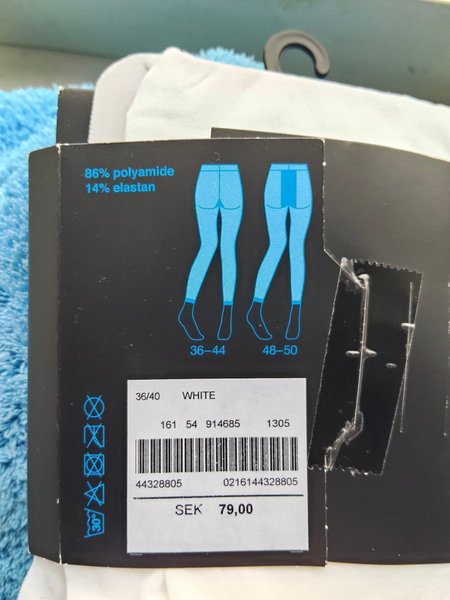 86% polyamide
14% elastan
36–44 48–50
36/40 WHITE
161 54 914685 1305
44328805 0216144328805
SEK 79,00
30°